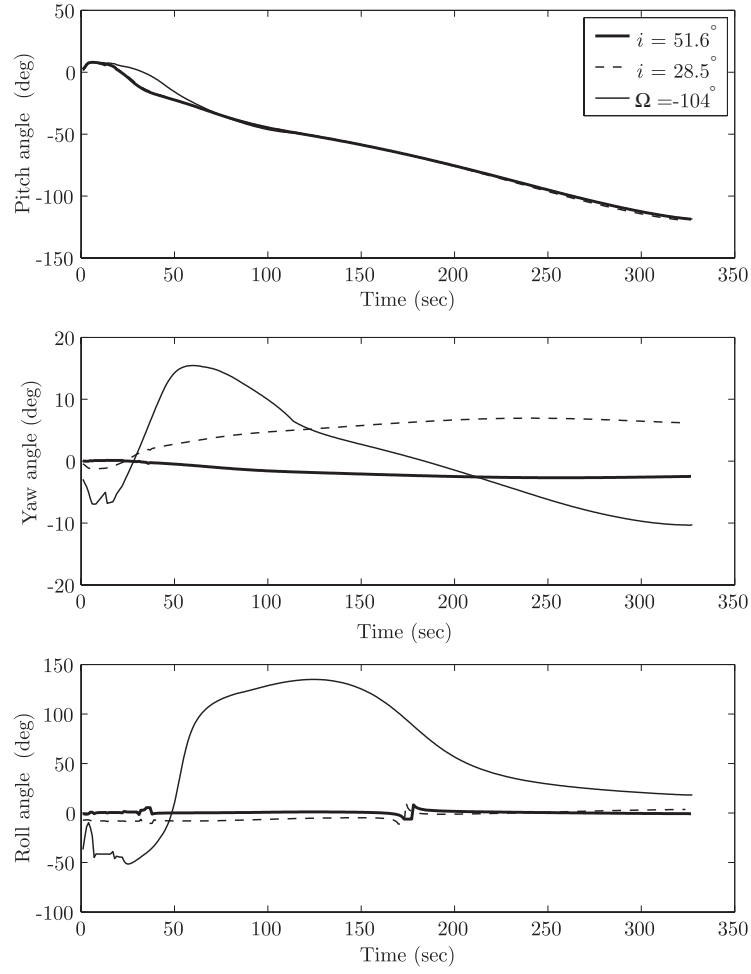 50
0
-50
-100
-150
Pitch angle (deg)
i = 51.6°
i = 28.5°
Ω =-104°
0 50 100 150 200 250 300 350
Time (sec)
20
10
0
-10
-20
Yaw angle (deg)
0 50 100 150 200 250 300 350
Time (sec)
150
100
50
0
-50
-100
Roll angle (deg)
0 50 100 150 200 250 300 350
Time (sec)